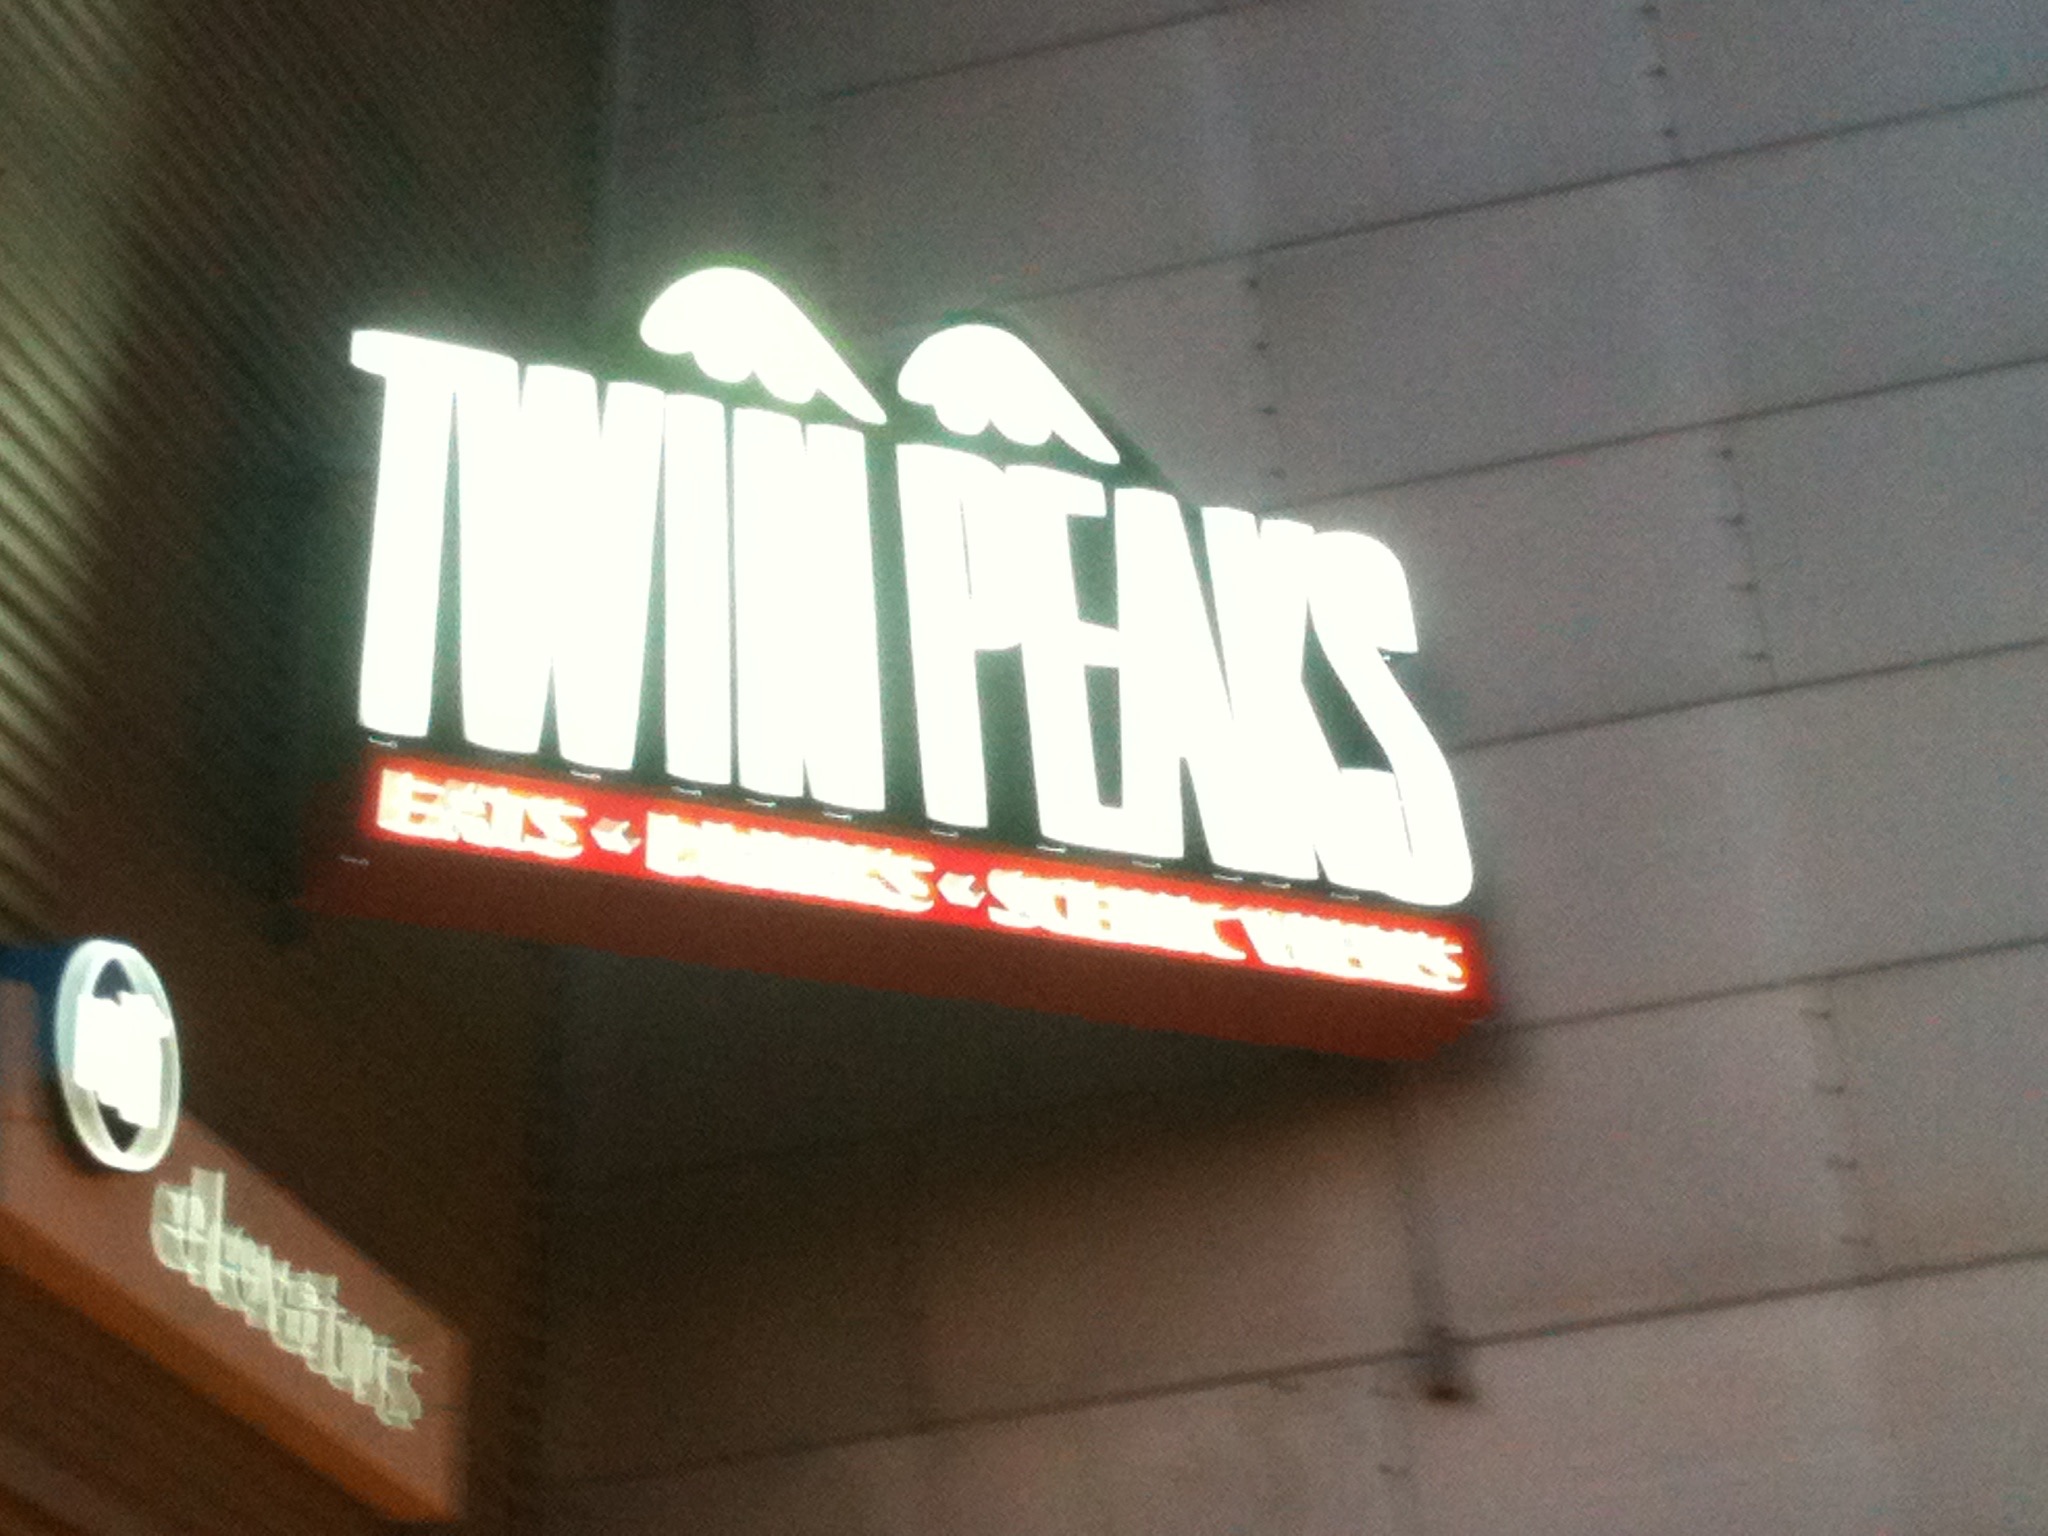 TWIN PEAKS
EATS • DRINKS • SCENIC VIEWS
elevators